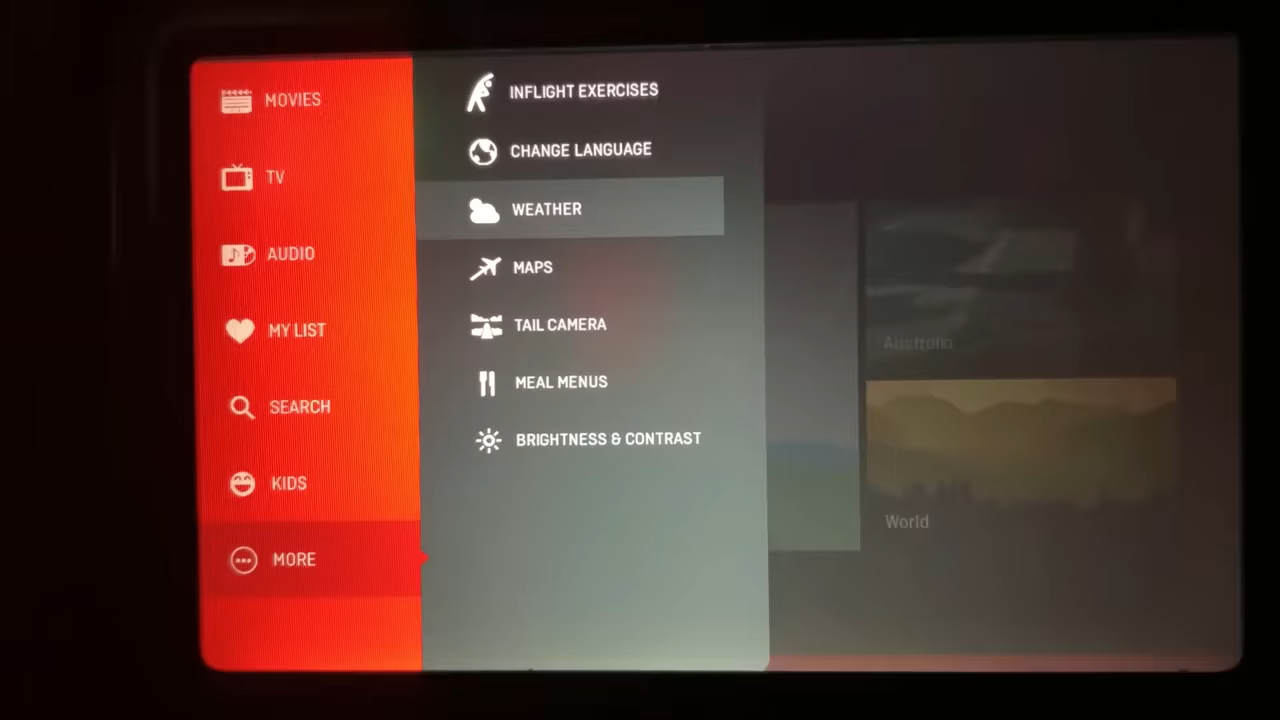 MOVIES
TV
AUDIO
MY LIST
SEARCH
KIDS
MORE
INFLIGHT EXERCISES
CHANGE LANGUAGE
WEATHER
MAPS
TAIL CAMERA
MEAL MENUS
BRIGHTNESS & CONTRAST
Australia
World